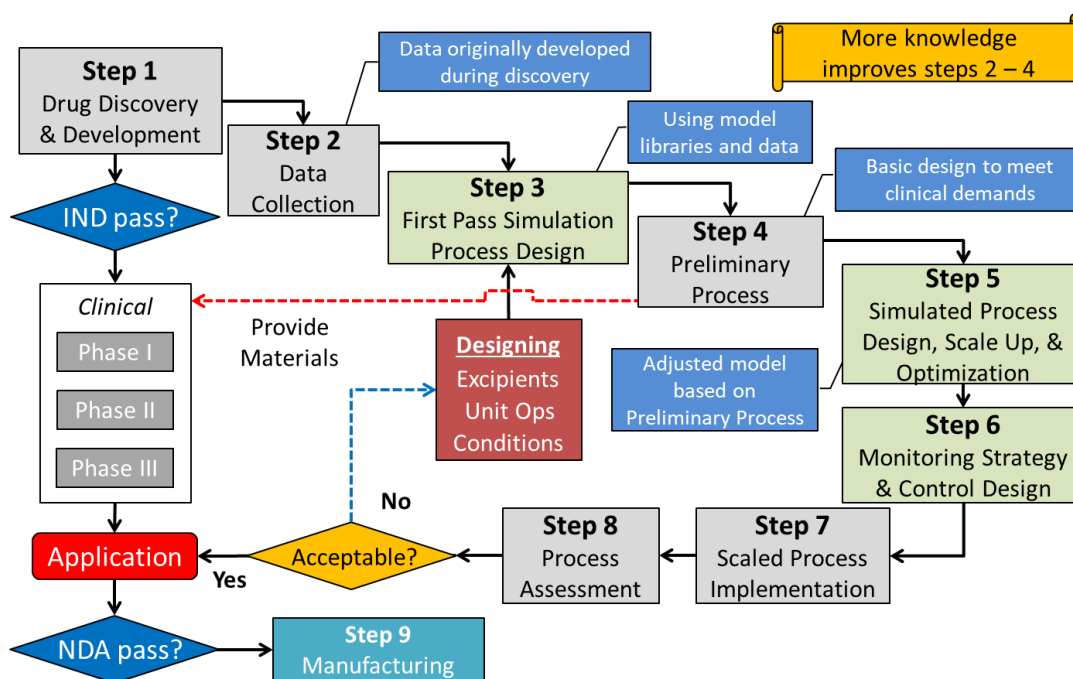 Step 1
Drug Discovery
& Development
Data originally developed
during discovery
More knowledge
improves steps 2 – 4
Step 2
Data
Collection
Using model
libraries and data
Step 3
First Pass Simulation
Process Design
Basic design to meet
clinical demands
IND pass?
Step 4
Preliminary
Process
Step 5
Simulated Process
Design, Scale Up, &
Optimization
Clinical
Phase I
Phase II
Phase III
Provide
Materials
Designing
Excipients
Unit Ops
Conditions
Adjusted model
based on
Preliminary Process
Step 6
Monitoring Strategy
& Control Design
No
Step 7
Scaled Process
Implementation
Step 8
Process
Assessment
Acceptable?
Yes
Application
NDA pass?
Step 9
Manufacturing